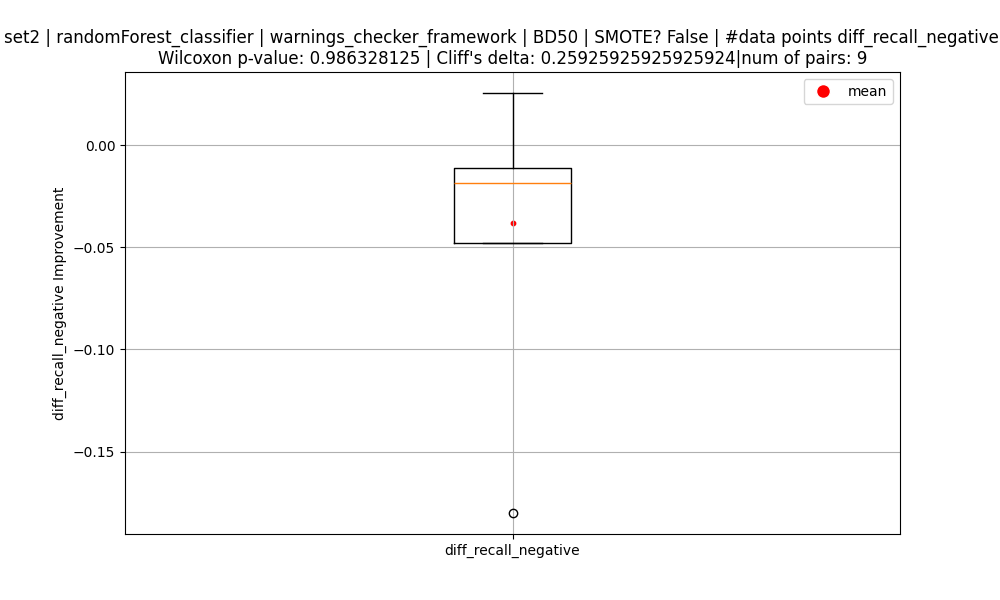 set2 | randomForest_classifier | warnings_checker_framework | BD50 | SMOTE? False | #data points diff_recall_negative
Wilcoxon p-value: 0.986328125 | Cliff's delta: 0.25925925925925924|num of pairs: 9
mean
0.00
−0.05
−0.10
−0.15
diff_recall_negative Improvement
diff_recall_negative